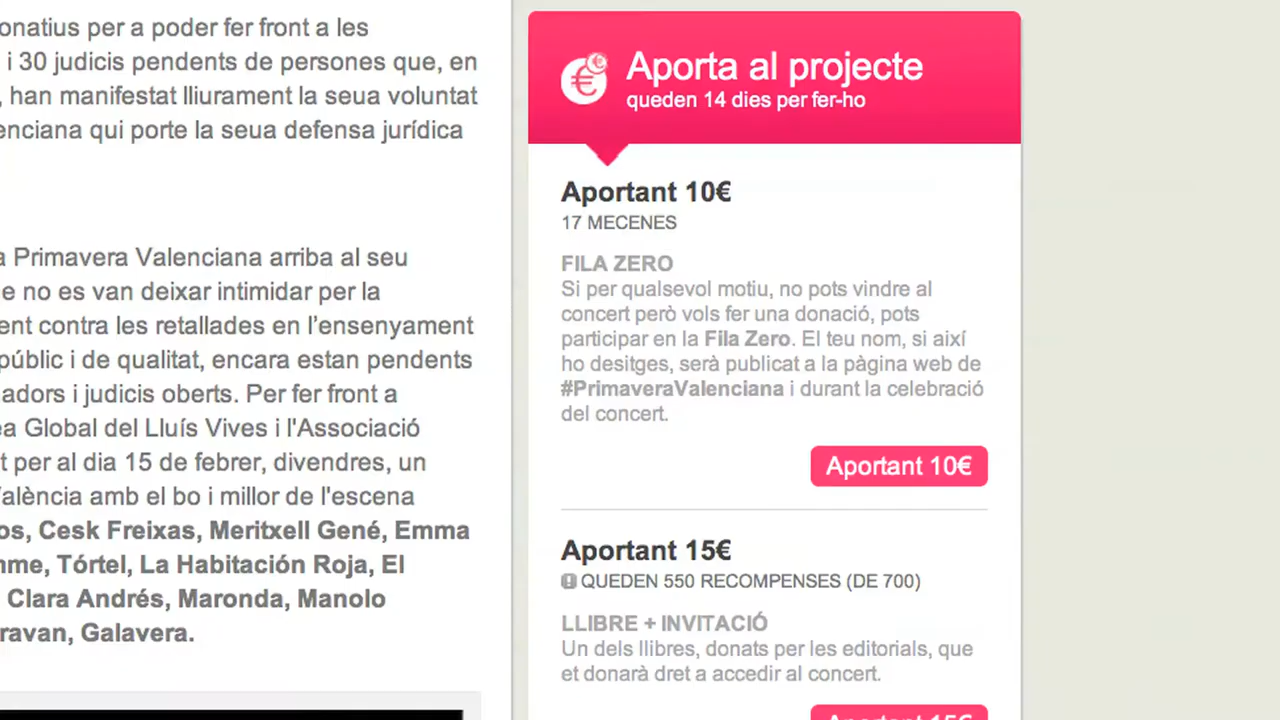 onatius per a poder fer front a les
i 30 judicis pendents de persones que, en
, han manifestat lliurament la seua voluntat
enciana qui porte la seua defensa jurídica
a Primavera Valenciana arriba al seu
e no es van deixar intimidar per la
ent contra les retallades en l'ensenyament
públic i de qualitat, encara estan pendents
adors i judicis oberts. Per fer front a
ea Global del Lluís Vives i l'Associació
t per al dia 15 de febrer, divendres, un
València amb el bo i millor de l'escena
os, Cesk Freixas, Meritxell Gené, Emma
mme, Tórtel, La Habitación Roja, El
Clara Andrés, Maronda, Manolo
ravan, Galavera.
Aporta al projecte
queden 14 dies per fer-ho
Aportant 10€
17 MECENES
FILA ZERO
Si per qualsevol motiu, no pots vindre al
concert però vols fer una donació, pots
participar en la Fila Zero. El teu nom, si així
ho desitges, serà publicat a la pàgina web de
#PrimaveraValenciana i durant la celebració
del concert.
Aportant 10€
Aportant 15€
QUEDEN 550 RECOMPENSES (DE 700)
LLIBRE + INVITACIÓ
Un dels llibres, donats per les editorials, que
et donarà dret a accedir al concert.
Aportant 15€